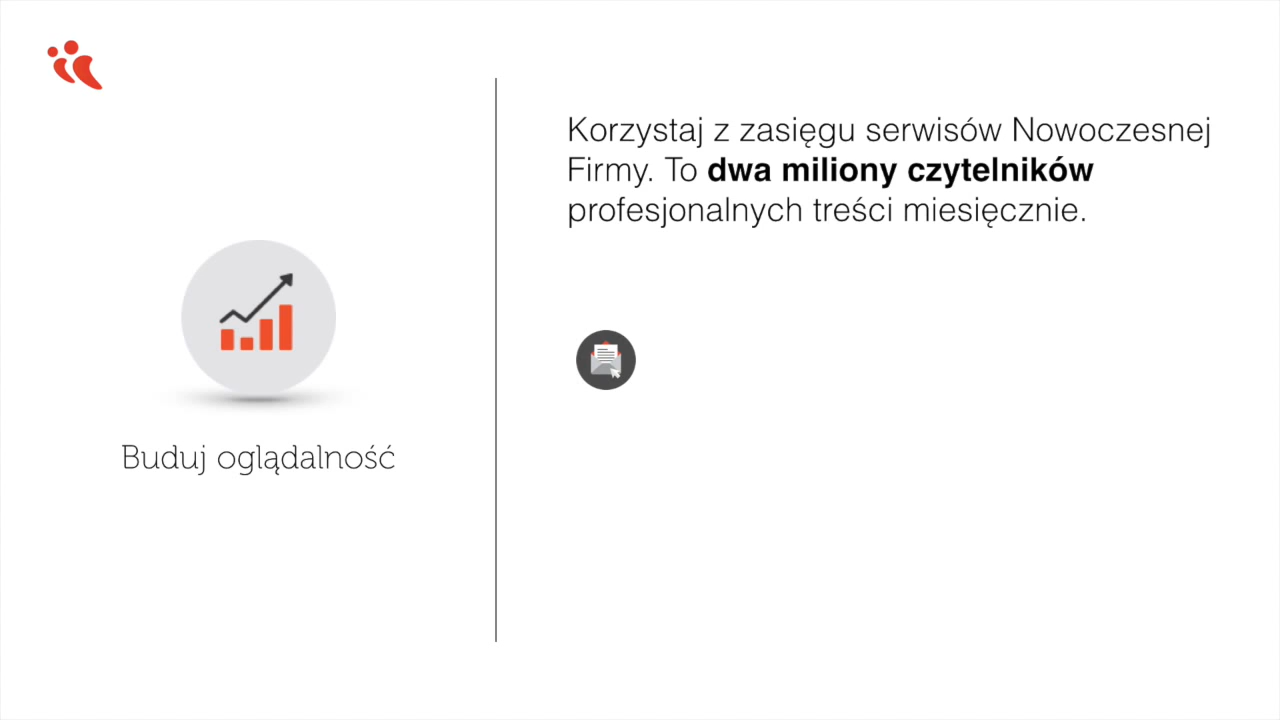 Korzystaj z zasięgu serwisów Nowoczesnej
Firmy. To dwa miliony czytelników
profesjonalnych treści miesięcznie.
Buduj oglądalność